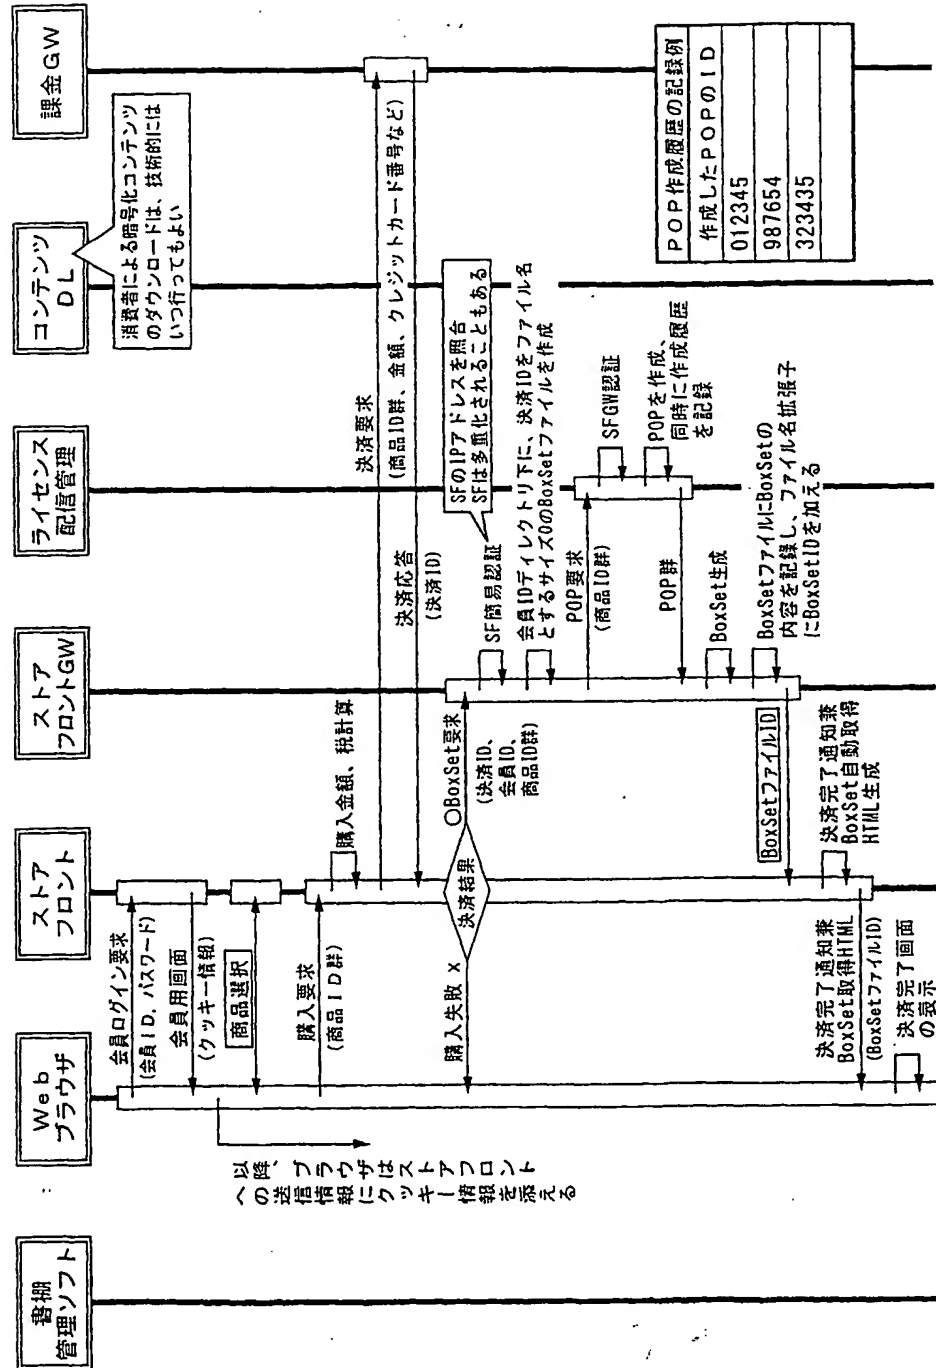 書棚
管理ソフト
Web
ブラウザ
ストア
フロント
ストア
フロントGW
ライセンス
配信管理
コンテンツ
DL
課金GW
消費者による暗号化コンテンツ
のダウンロードは、技術的には
いつ行ってもよい
会員ログイン要求
(会員ID、パスワード)
会員用画面
(クッキー情報)
商品選択
以降、ブラウザはストアフロント
への送信情報にクッキー情報を添える
購入要求
(商品ID群)
購入金額、税計算
決済要求
(商品ID群、金額、クレジットカード番号など)
決済応答
(決済ID)
決済結果
購入失敗 x
○BoxSet要求
(決済ID、
会員ID、
商品ID群)
SFのIPアドレスを照合
SFは多重化されることもある
SF簡易認証
会員IDディレクトリ下に、決済IDをファイル名
とするサイズ0のBoxSetファイルを作成
POP要求
(商品ID群)
SFGW認証
POPを作成、
同時に作成履歴
を記録
POP群
BoxSet生成
BoxSetファイルにBoxSetの
内容を記録し、ファイル名拡張子
にBoxSetIDを加える
BoxSetファイルID
決済完了通知兼
BoxSet自動取得
HTML生成
決済完了通知兼
BoxSet取得HTML
(BoxSetファイルID)
決済完了画面
の表示
POP作成履歴の記録例
作成したPOPのID
012345
987654
323435